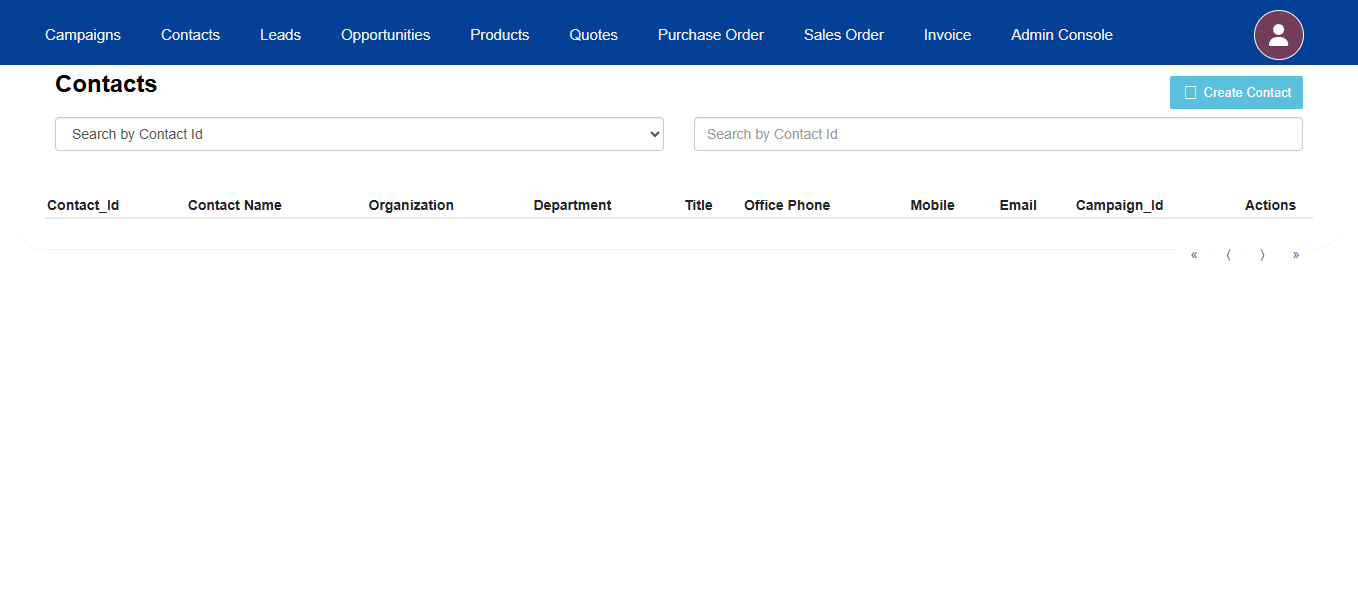 Campaigns Contacts Leads Opportunities Products Quotes Purchase Order Sales Order Invoice Admin Console
Contacts
Create Contact
Search by Contact Id Search by Contact Id
Contact_Id Contact Name Organization Department Title Office Phone Mobile Email Campaign_Id Actions
« ⟨ ⟩ »